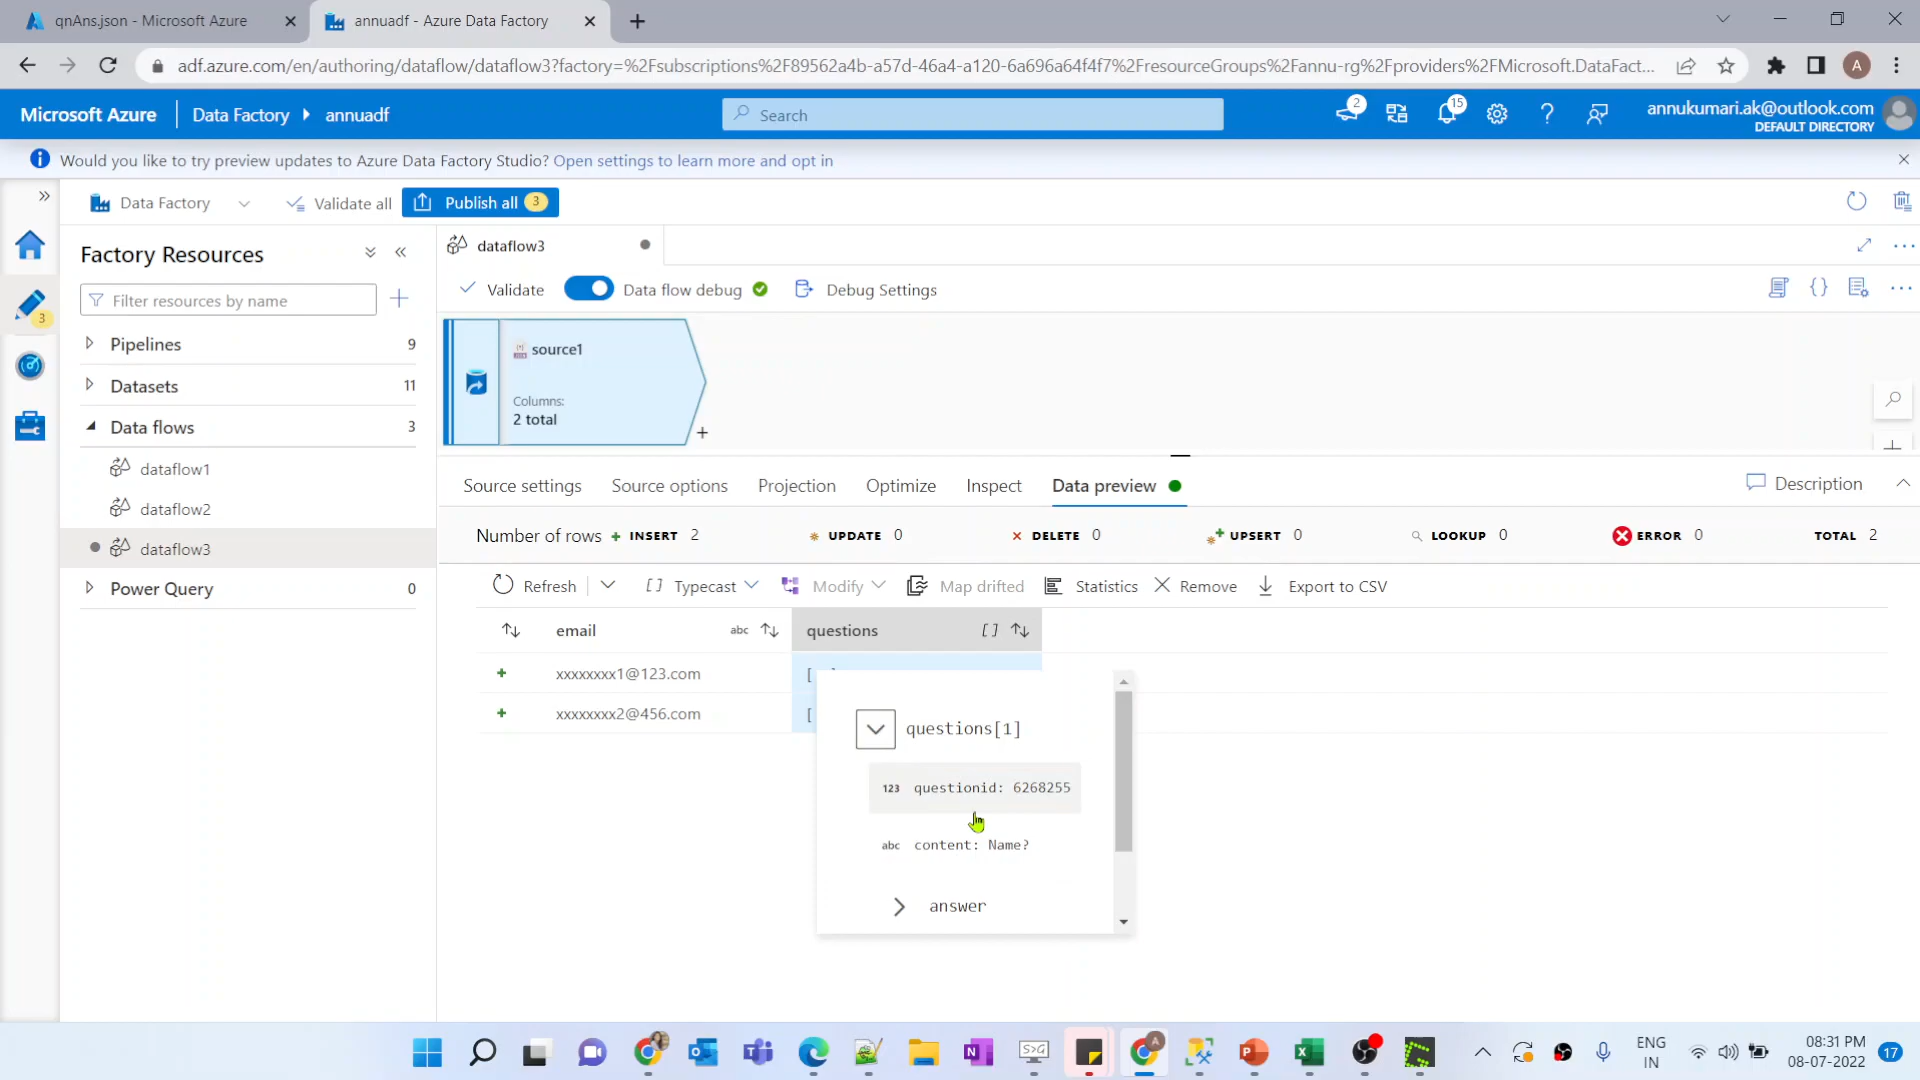 qnAns.json - Microsoft Azure
annuadf - Azure Data Factory
adf.azure.com/en/authoring/dataflow/dataflow3?factory=%2Fsubscriptions%2F89562a4b-a57d-46a4-a120-6a696a64f4f7%2FresourceGroups%2Fannu-rg%2Fproviders%2FMicrosoft.DataFact...
A
Microsoft Azure
Data Factory
annuadf
Search
2
15
annukumari.ak@outlook.com
DEFAULT DIRECTORY
Would you like to try preview updates to Azure Data Factory Studio? Open settings to learn more and opt in
Data Factory
Validate all
Publish all
3
Factory Resources
dataflow3
Validate
Data flow debug
Debug Settings
Filter resources by name
3
Pipelines
9
Datasets
11
Data flows
3
dataflow1
dataflow2
dataflow3
Power Query
0
source1
Columns:
2 total
Source settings
Source options
Projection
Optimize
Inspect
Data preview
Description
Number of rows
INSERT 2
UPDATE 0
DELETE 0
UPSERT 0
LOOKUP 0
ERROR 0
TOTAL 2
Refresh
Typecast
Modify
Map drifted
Statistics
Remove
Export to CSV
email
abc
questions
[]
xxxxxxxx1@123.com
[
xxxxxxxx2@456.com
[
questions[1]
123 questionid: 6268255
abc content: Name?
answer
A
S>G
ENG
IN
08:31 PM
08-07-2022
17